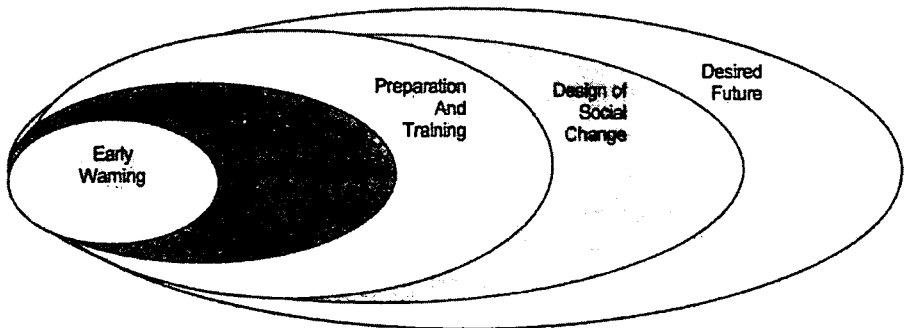 Early
Warning
Preparation
And
Training
Design of
Social
Change
Desired
Future